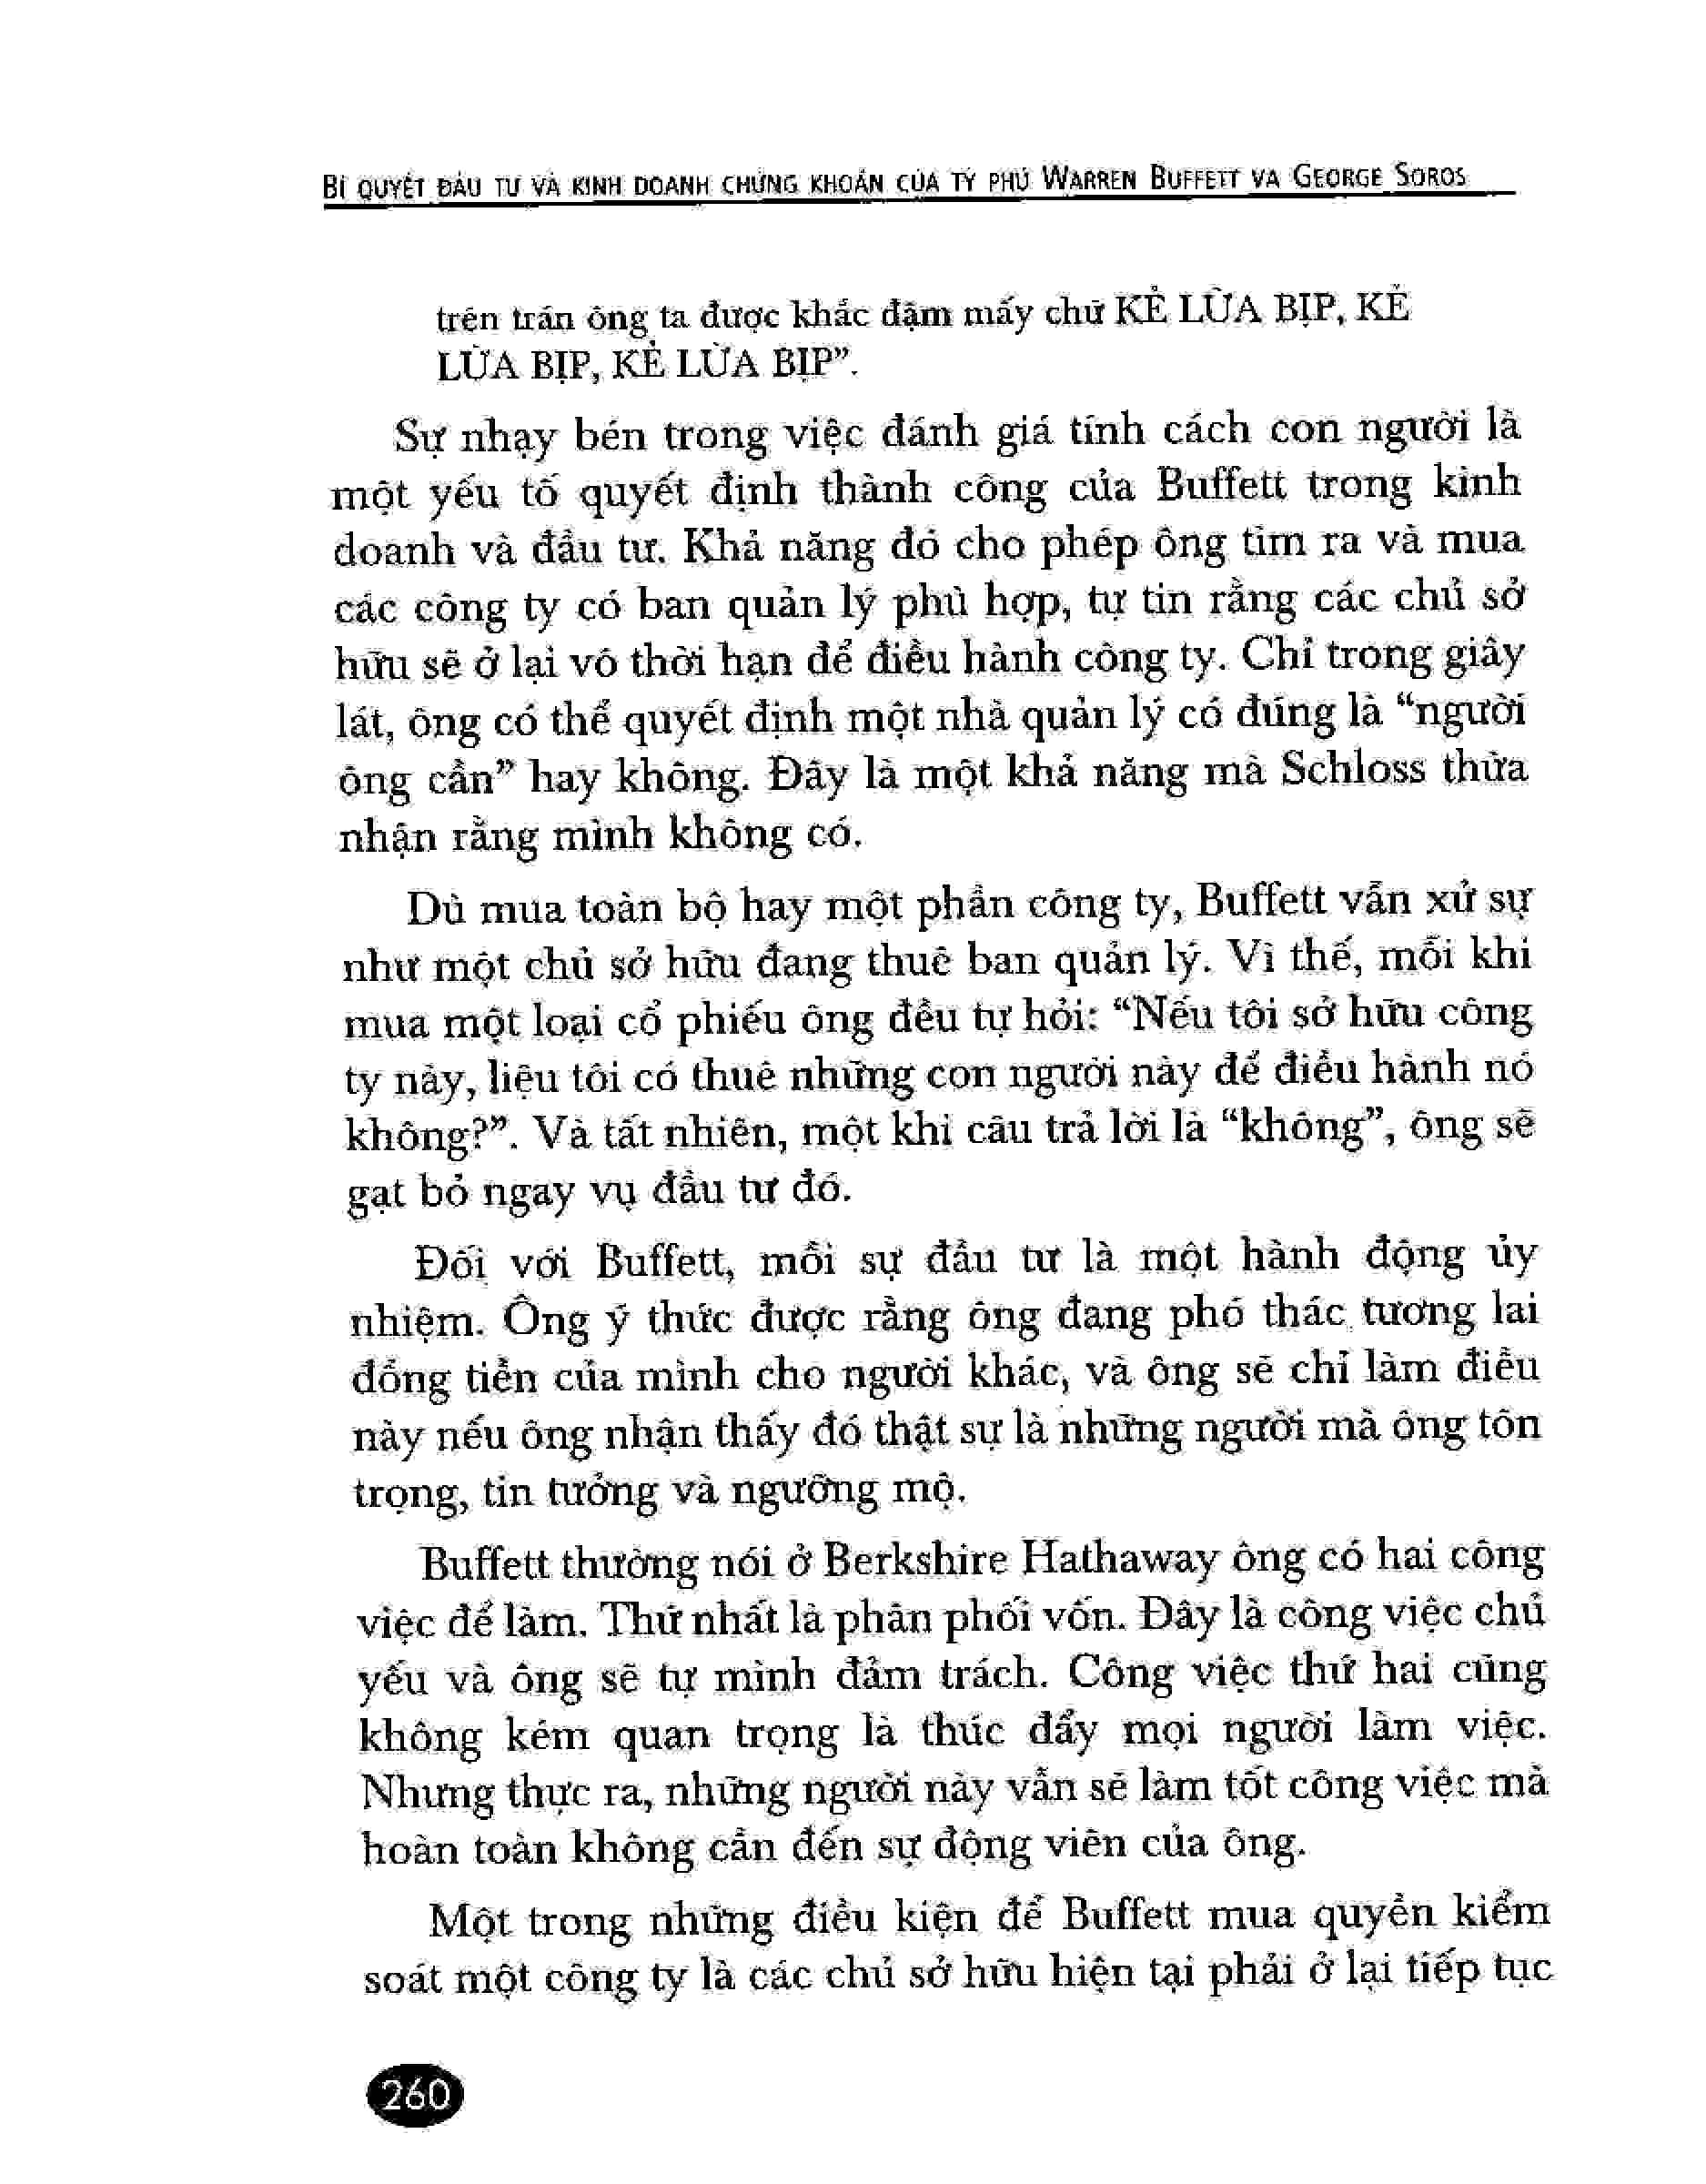 BÍ QUYẾT ĐẦU TƯ VÀ KINH DOANH CHỨNG KHOÁN CỦA TỶ PHÚ WARREN BUFFETT VÀ GEORGE SOROS
trên trán ông ta được khắc đậm mấy chữ KẺ LỪA BỊP, KẺ
LỪA BỊP, KẺ LỪA BỊP”.
Sự nhạy bén trong việc đánh giá tính cách con người là
một yếu tố quyết định thành công của Buffett trong kinh
doanh và đầu tư. Khả năng đó cho phép ông tìm ra và mua
các công ty có ban quản lý phù hợp, tự tin rằng các chủ sở
hữu sẽ ở lại vô thời hạn để điều hành công ty. Chỉ trong giây
lát, ông có thể quyết định một nhà quản lý có đúng là “người
ông cần” hay không. Đây là một khả năng mà Schloss thừa
nhận rằng mình không có.
Dù mua toàn bộ hay một phần công ty, Buffett vẫn xử sự
như một chủ sở hữu đang thuê ban quản lý. Vì thế, mỗi khi
mua một loại cổ phiếu ông đều tự hỏi: “Nếu tôi sở hữu công
ty này, liệu tôi có thuê những con người này để điều hành nó
không?”. Và tất nhiên, một khi câu trả lời là “không”, ông sẽ
gạt bỏ ngay vụ đầu tư đó.
Đối với Buffett, mỗi sự đầu tư là một hành động ủy
nhiệm. Ông ý thức được rằng ông đang phó thác tương lai
đồng tiền của mình cho người khác, và ông sẽ chỉ làm điều
này nếu ông nhận thấy đó thật sự là những người mà ông tôn
trọng, tin tưởng và ngưỡng mộ.
Buffett thường nói ở Berkshire Hathaway ông có hai công
việc để làm. Thứ nhất là phân phối vốn. Đây là công việc chủ
yếu và ông sẽ tự mình đảm trách. Công việc thứ hai cũng
không kém quan trọng là thúc đẩy mọi người làm việc.
Nhưng thực ra, những người này vẫn sẽ làm tốt công việc mà
hoàn toàn không cần đến sự động viên của ông.
Một trong những điều kiện để Buffett mua quyền kiểm
soát một công ty là các chủ sở hữu hiện tại phải ở lại tiếp tục
260